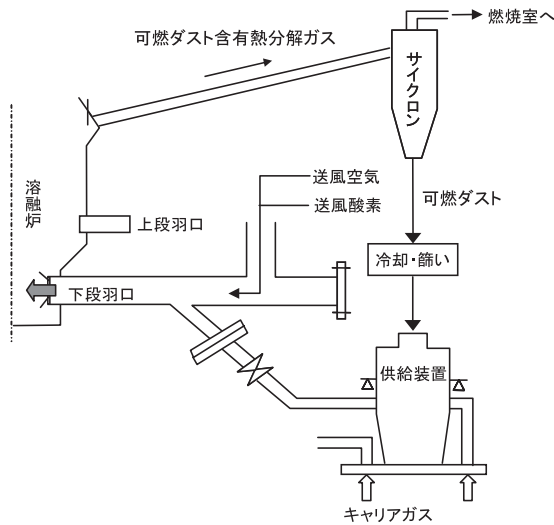 燃焼室へ
可燃ダスト含有熱分解ガス
サイクロン
溶融炉
送風空気
送風酸素
可燃ダスト
上段羽口
冷却・篩い
下段羽口
供給装置
キャリアガス